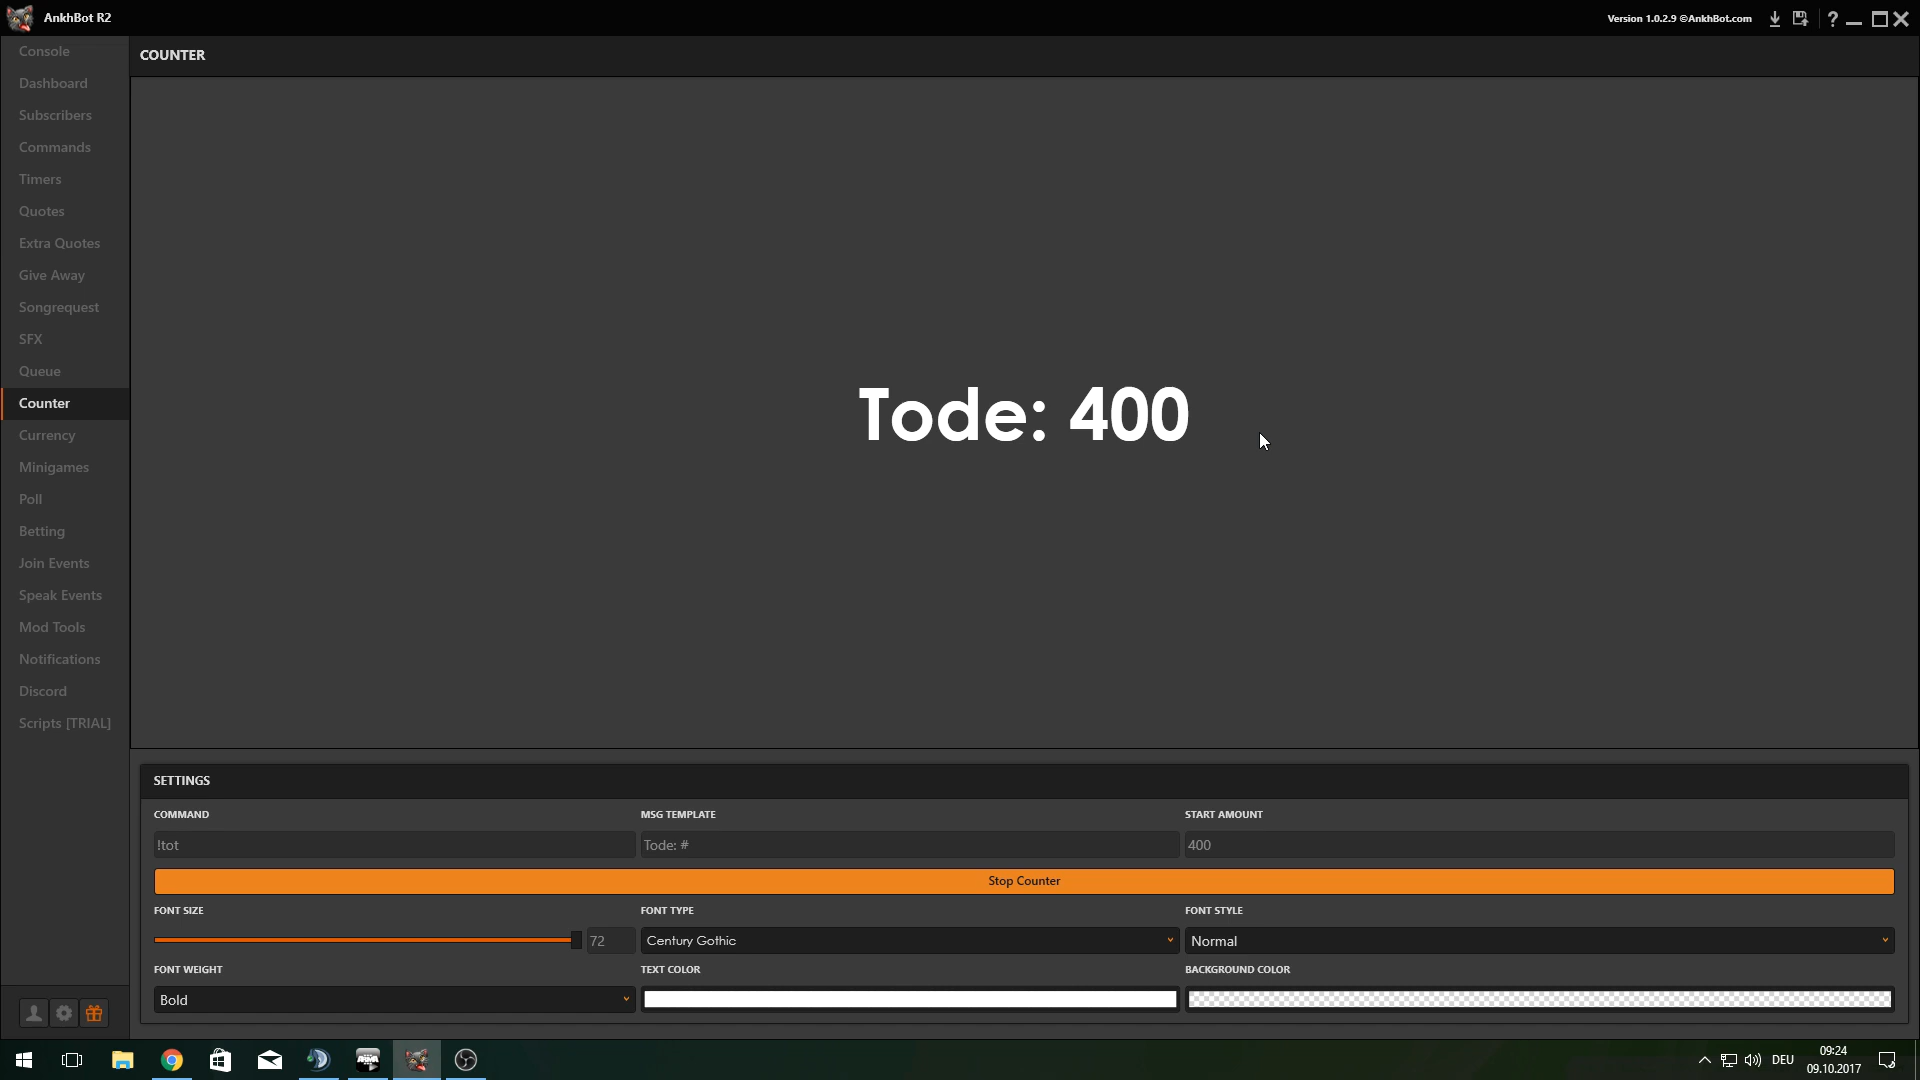 AnkhBot R2
Version 1.0.2.9 ©AnkhBot.com
Console
Dashboard
Subscribers
Commands
Timers
Quotes
Extra Quotes
Give Away
Songrequest
SFX
Queue
Counter
Currency
Minigames
Poll
Betting
Join Events
Speak Events
Mod Tools
Notifications
Discord
Scripts [TRIAL]
COUNTER
Tode: 400
SETTINGS
COMMAND
MSG TEMPLATE
START AMOUNT
!tot
Tode: #
400
Stop Counter
FONT SIZE
FONT TYPE
FONT STYLE
72
Century Gothic
Normal
FONT WEIGHT
TEXT COLOR
BACKGROUND COLOR
Bold
DEU
09:24
09.10.2017